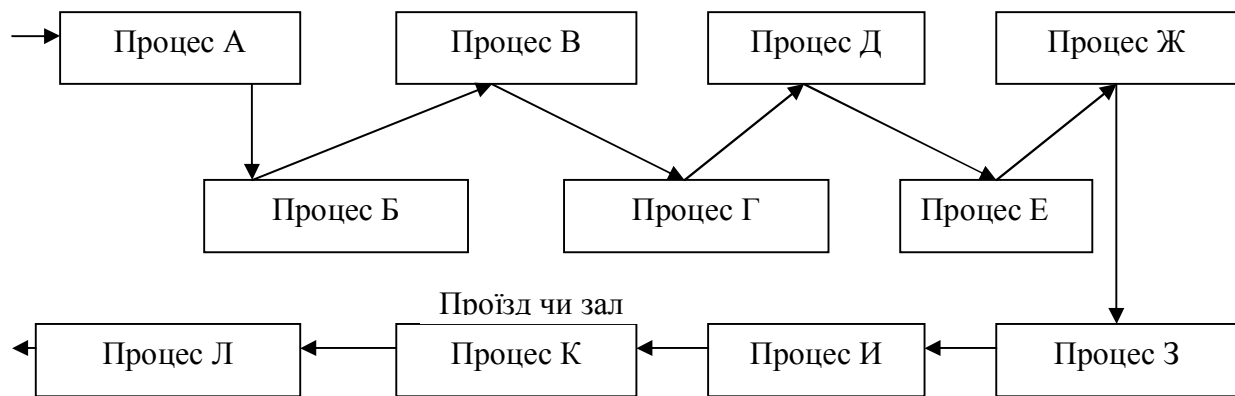 Процес А
Процес В
Процес Д
Процес Ж
Процес Б
Процес Г
Процес Е
Проїзд чи зал
Процес Л
Процес К
Процес И
Процес З